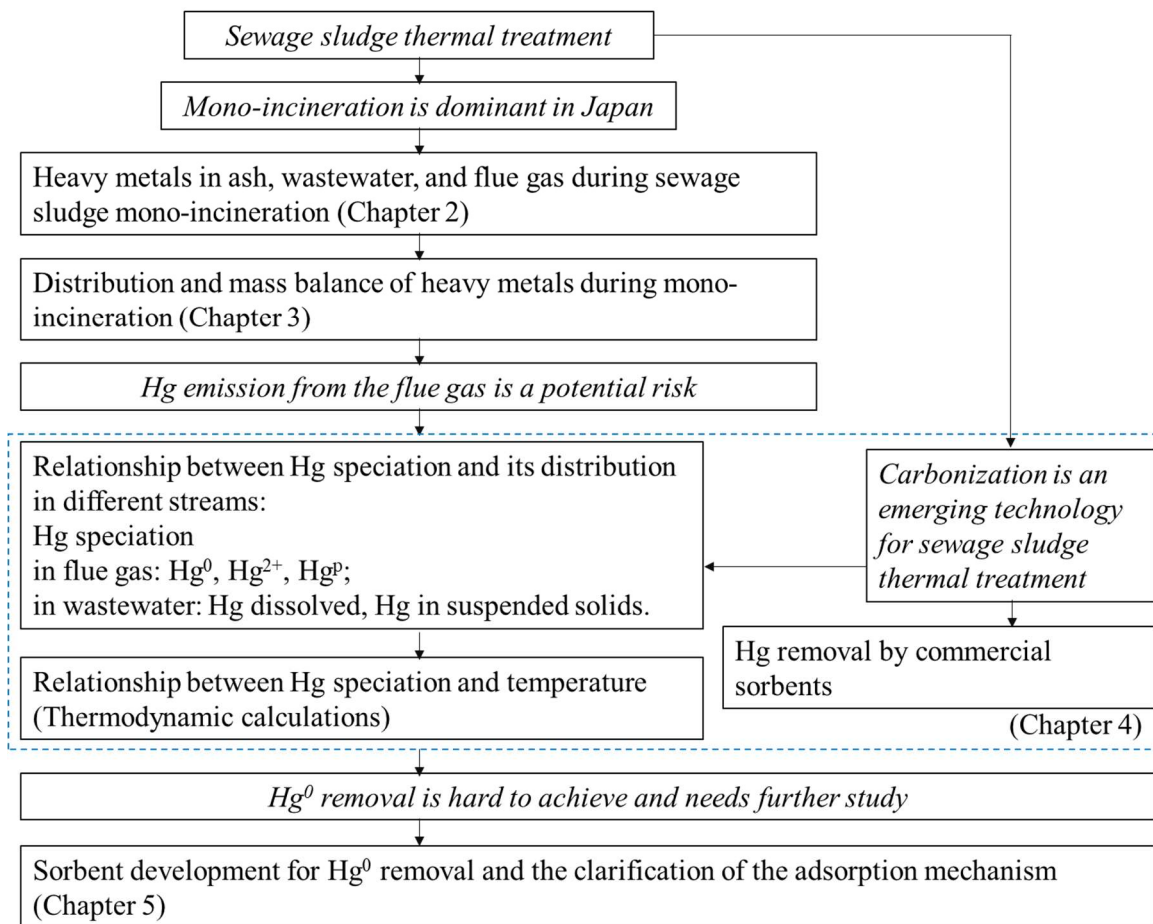 Sewage sludge thermal treatment
Mono-incineration is dominant in Japan
Heavy metals in ash, wastewater, and flue gas during sewage
sludge mono-incineration (Chapter 2)
Distribution and mass balance of heavy metals during mono-
incineration (Chapter 3)
Hg emission from the flue gas is a potential risk
Relationship between Hg speciation and its distribution
in different streams:
Hg speciation
in flue gas: Hg⁰, Hg²⁺, Hgᵖ;
in wastewater: Hg dissolved, Hg in suspended solids.
Carbonization is an
emerging technology
for sewage sludge
thermal treatment
Relationship between Hg speciation and temperature
(Thermodynamic calculations)
Hg removal by commercial
sorbents
(Chapter 4)
Hg⁰ removal is hard to achieve and needs further study
Sorbent development for Hg⁰ removal and the clarification of the adsorption mechanism
(Chapter 5)